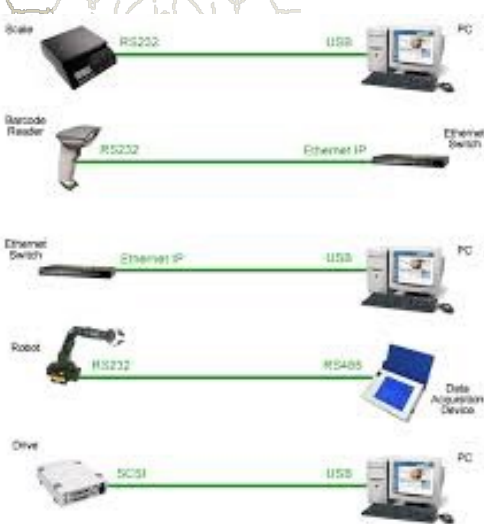 Scale
RS232
USB
PC
Barcode
Reader
RS232
Ethernet IP
Ethernet
Switch
Ethernet
Switch
Ethernet IP
USB
PC
Robot
RS232
RS485
Data
Acquisition
Device
Drive
SCSI
USB
PC